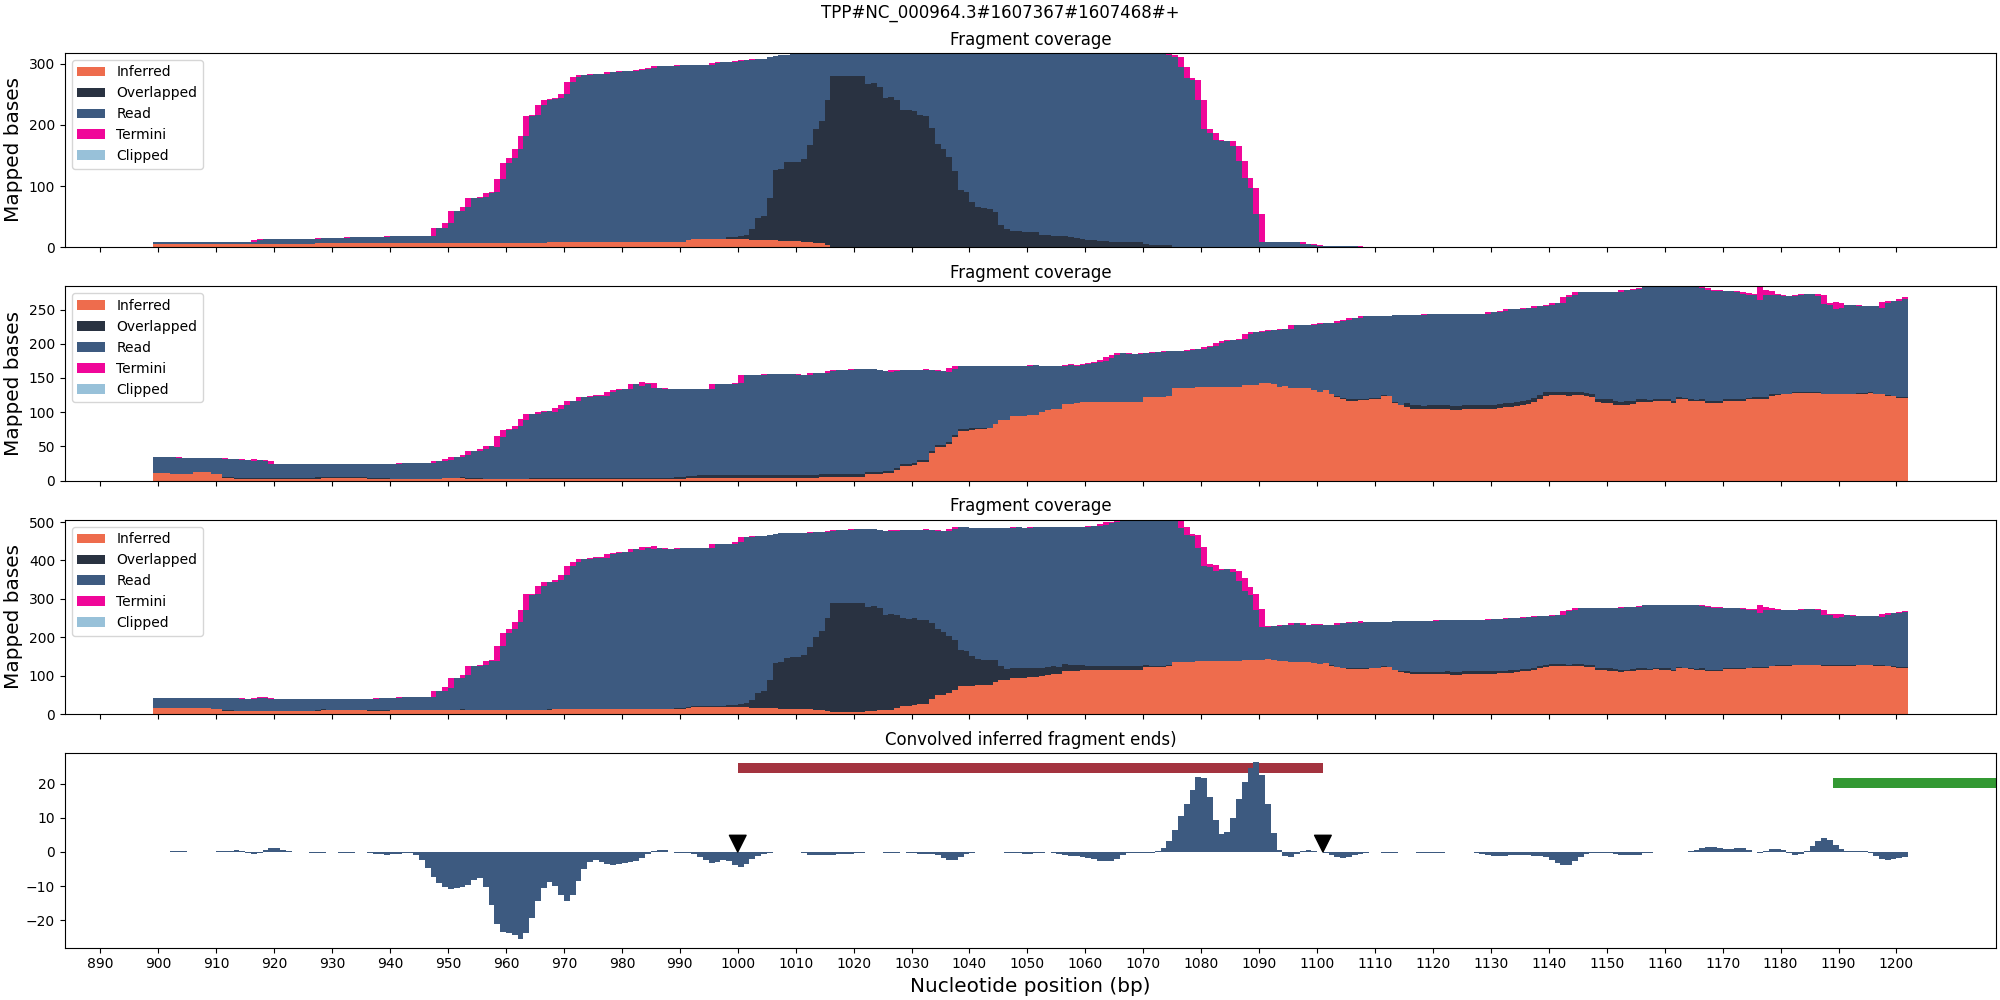 TPP#NC_000964.3#1607367#1607468#+
Fragment coverage
Mapped bases
300
200
100
0
Inferred
Overlapped
Read
Termini
Clipped
Fragment coverage
Mapped bases
250
200
150
100
50
0
Inferred
Overlapped
Read
Termini
Clipped
Fragment coverage
Mapped bases
500
400
300
200
100
0
Inferred
Overlapped
Read
Termini
Clipped
Convolved inferred fragment ends)
20
10
0
−10
−20
890 900 910 920 930 940 950 960 970 980 990 1000 1010 1020 1030 1040 1050 1060 1070 1080 1090 1100 1110 1120 1130 1140 1150 1160 1170 1180 1190 1200
Nucleotide position (bp)